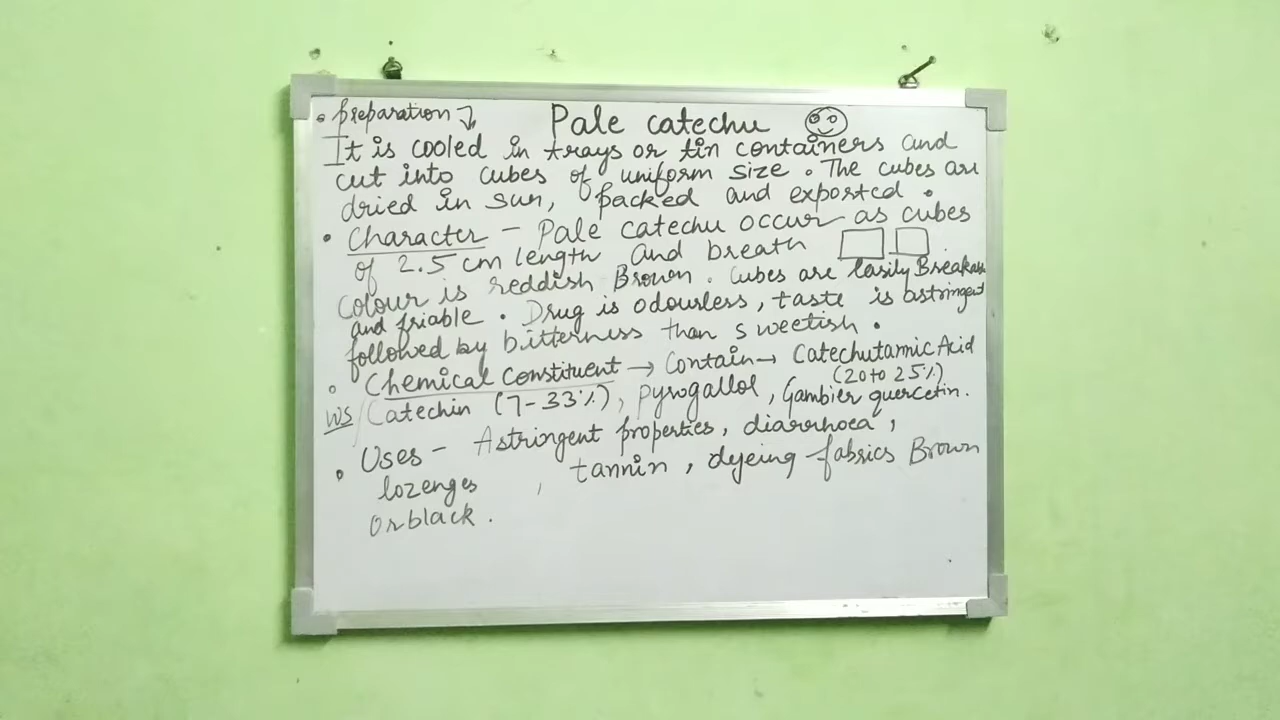 • Preparation ↴ Pale catechu
It is cooled in trays or tin containers and
cut into cubes of uniform size. The cubes are
dried in sun, packed and exported.
• Character – Pale catechu occur as cubes
of 2.5 cm length and breath
Colour is reddish Brown. Cubes are easily Breakable
and friable. Drug is odourless, taste is astringent
followed by bitterness than sweetish.
• Chemical constituent → Contain → Catechutannic Acid
(20 to 25%)
WS Catechin (7-33%), pyrogallol, Gambier quercetin.
• Uses – Astringent properties, diarrhoea,
lozenges, tannin, dyeing fabrics Brown
Or black.